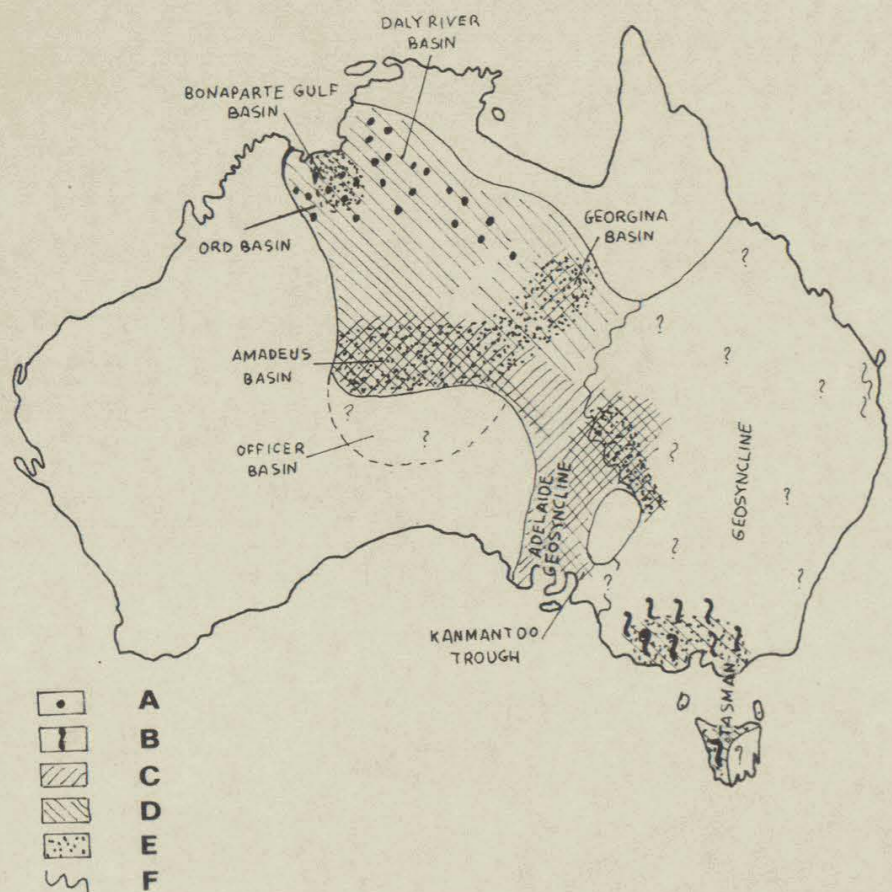 DALY RIVER
BASIN
BONAPARTE GULF
BASIN
GEORGINA
BASIN
ORD BASIN
?
?
?
AMADEUS
BASIN
?
?
?
OFFICER
BASIN
?
GEOSYNCLINE
?
ADELAIDE
GEOSYNCLINE
?
?
?
KANMANTOO
TROUGH
TASMAN
?
A
B
C
D
E
F